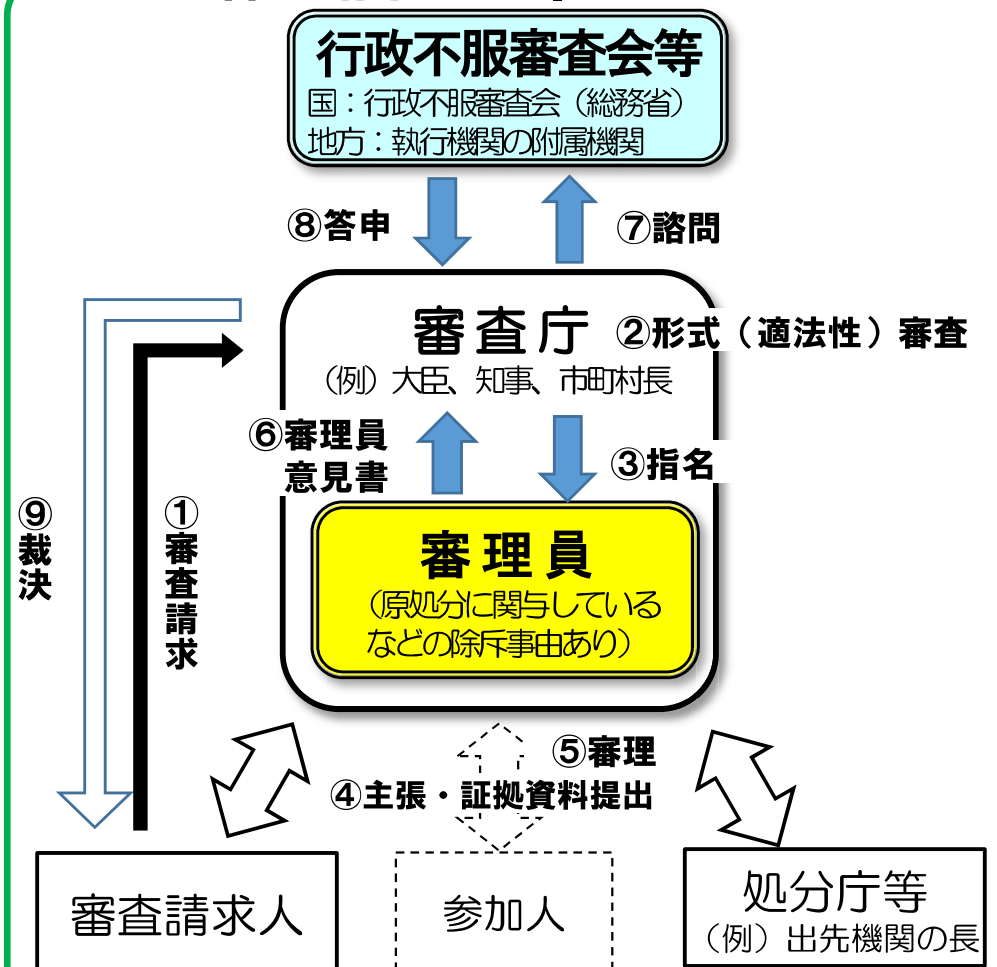 行政不服審査会等
国：行政不服審査会（総務省）
地方：執行機関の附属機関
⑧答申
⑦諮問
審査庁
②形式（適法性）審査
（例）大臣、知事、市町村長
⑥審理員
意見書
③指名
審理員
（原処分に関与している
などの除斥事由あり）
⑨裁決
①審査請求
⑤審理
④主張・証拠資料提出
審査請求人
参加人
処分庁等
（例）出先機関の長